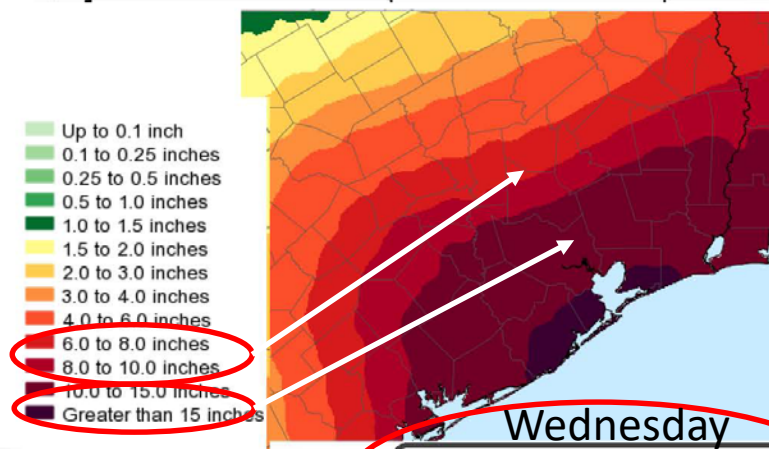 Up to 0.1 inch
0.1 to 0.25 inches
0.25 to 0.5 inches
0.5 to 1.0 inches
1.0 to 1.5 inches
1.5 to 2.0 inches
2.0 to 3.0 inches
3.0 to 4.0 inches
4.0 to 6.0 inches
6.0 to 8.0 inches
8.0 to 10.0 inches
10.0 to 15.0 inches
Greater than 15 inches
Wednesday